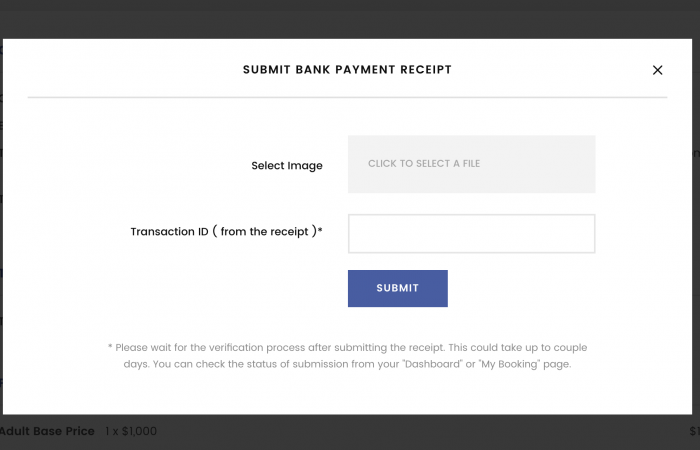 SUBMIT BANK PAYMENT RECEIPT
Select Image
CLICK TO SELECT A FILE
Transaction ID ( from the receipt )*
SUBMIT
* Please wait for the verification process after submitting the receipt. This could take up to couple
days. You can check the status of submission from your "Dashboard" or "My Booking" page.
Adult Base Price 1 x $1,000